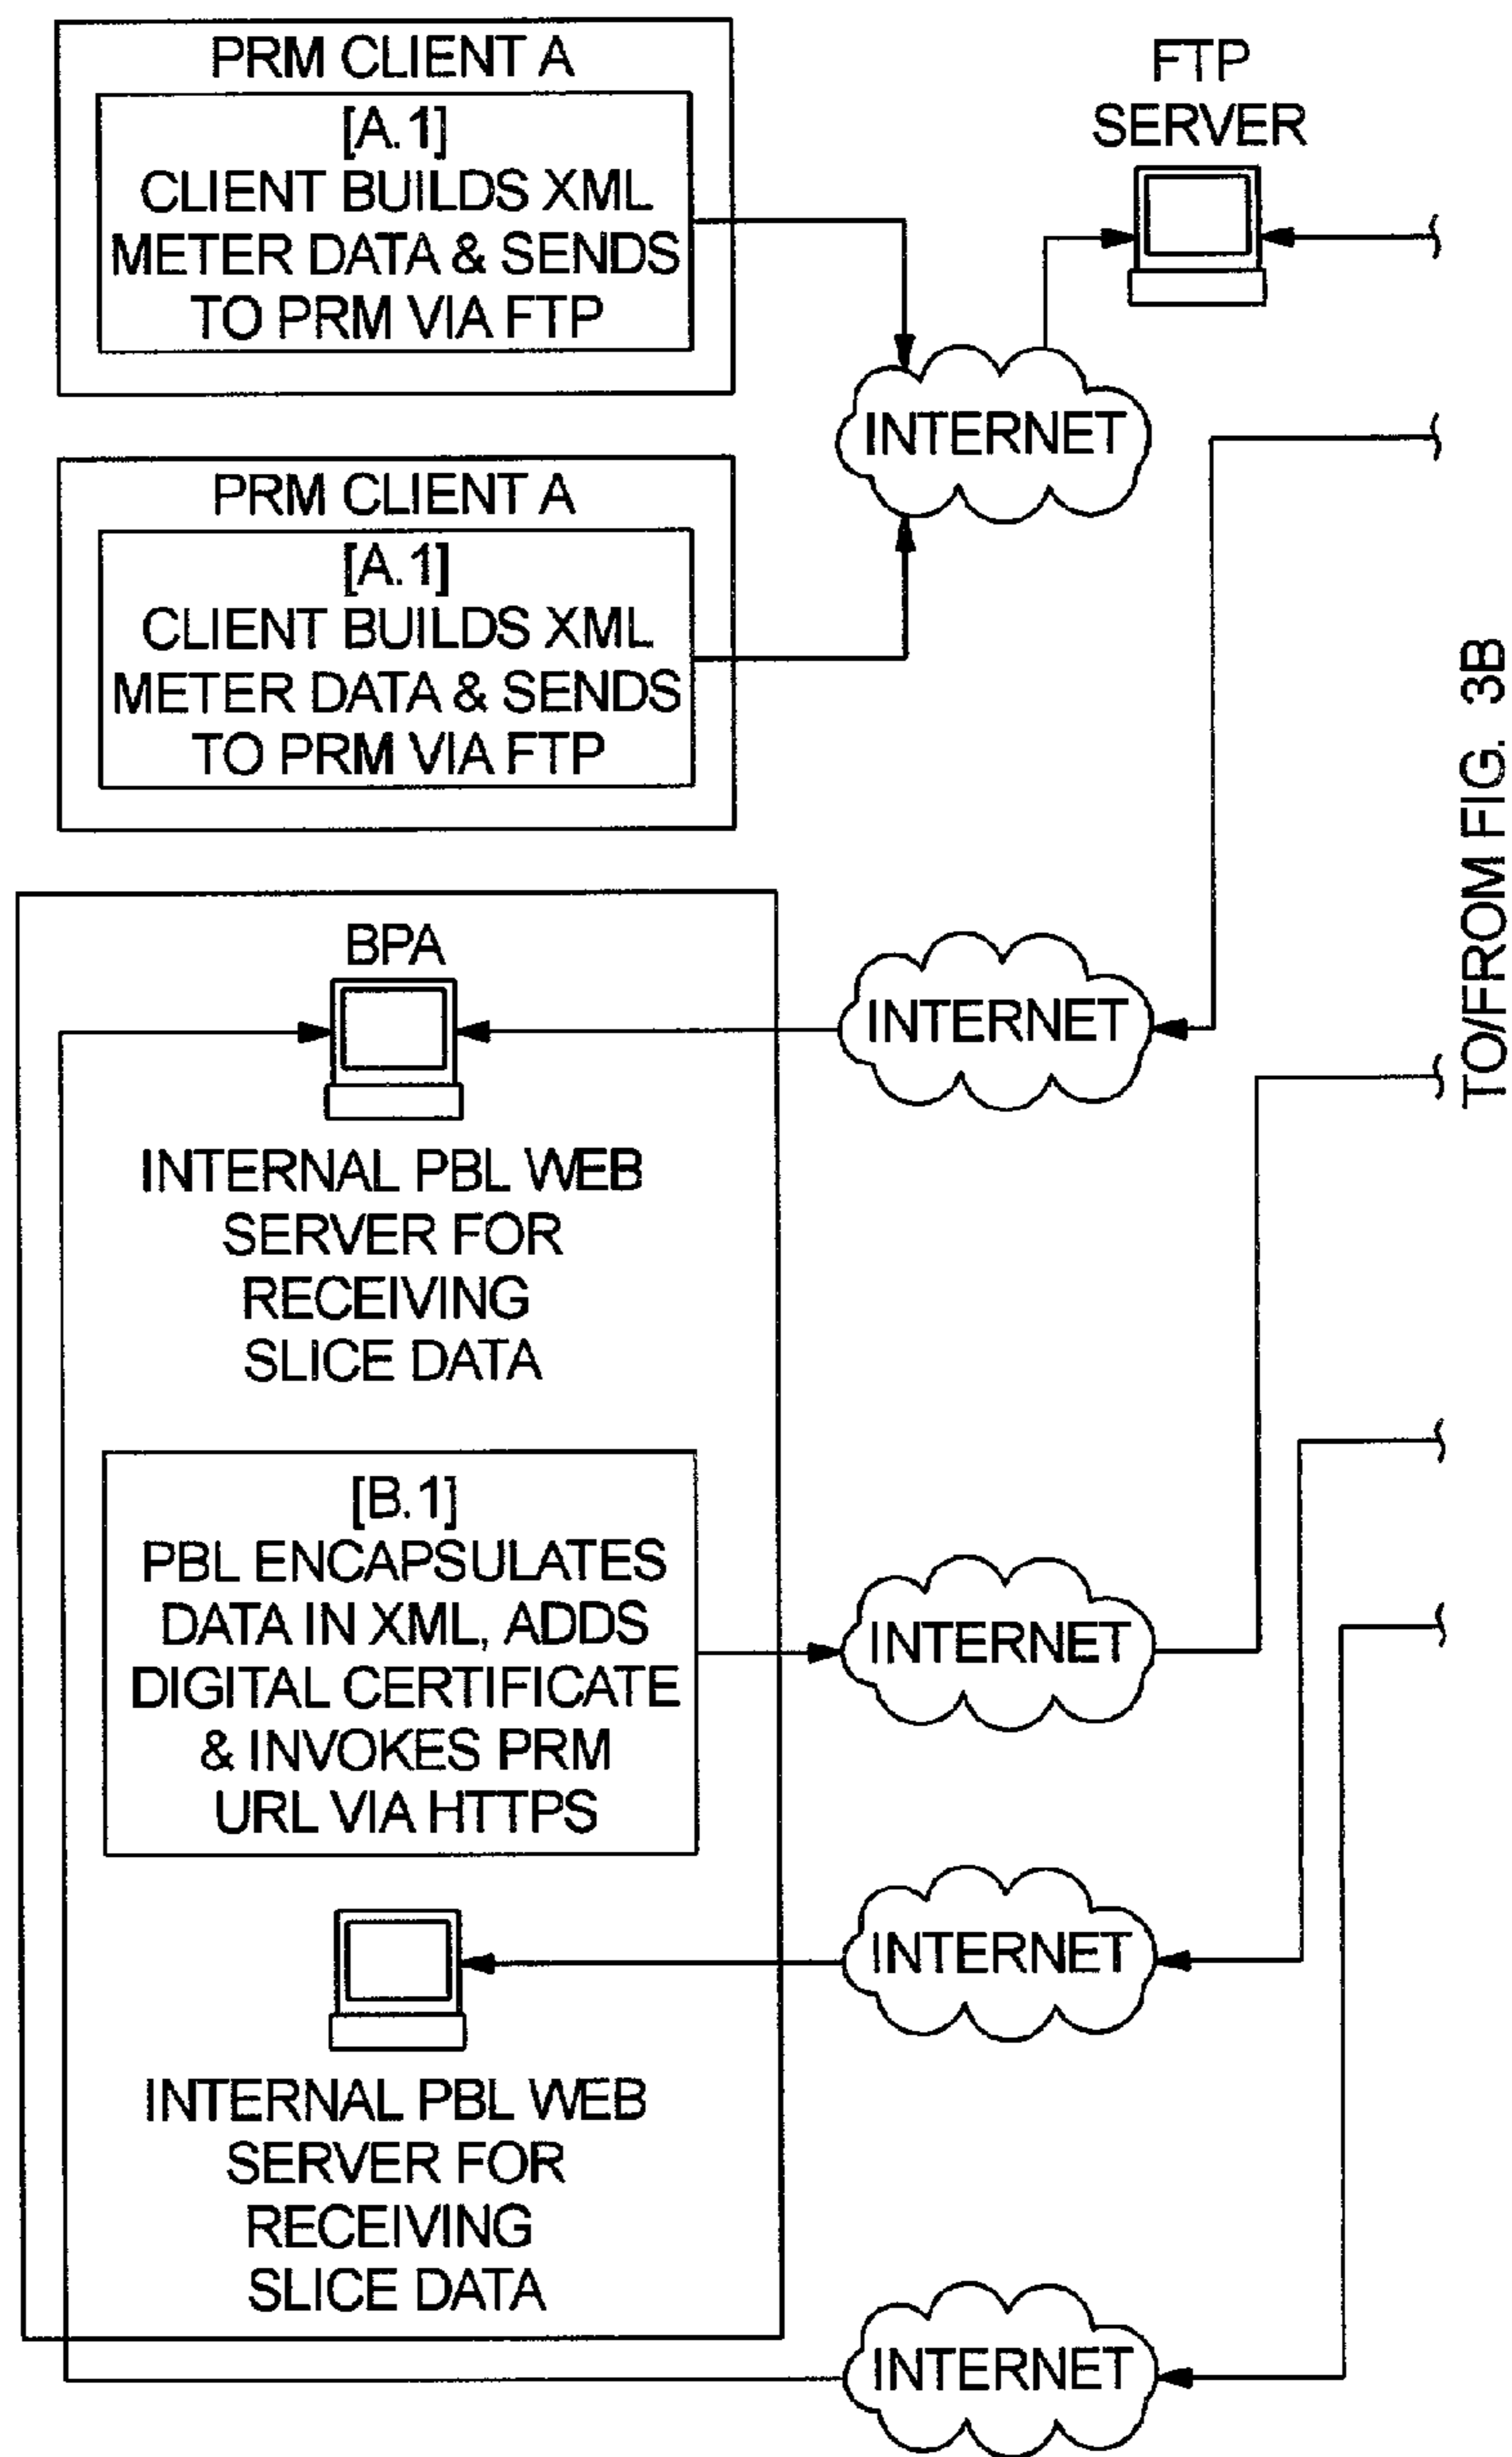 PRM CLIENT A
[A.1]
CLIENT BUILDS XML
METER DATA & SENDS
TO PRM VIA FTP
FTP
SERVER
INTERNET
PRM CLIENT A
[A.1]
CLIENT BUILDS XML
METER DATA & SENDS
TO PRM VIA FTP
BPA
INTERNET
INTERNAL PBL WEB
SERVER FOR
RECEIVING
SLICE DATA
[B.1]
PBL ENCAPSULATES
DATA IN XML, ADDS
DIGITAL CERTIFICATE
& INVOKES PRM
URL VIA HTTPS
INTERNET
INTERNET
INTERNAL PBL WEB
SERVER FOR
RECEIVING
SLICE DATA
INTERNET
TO/FROM FIG. 3B